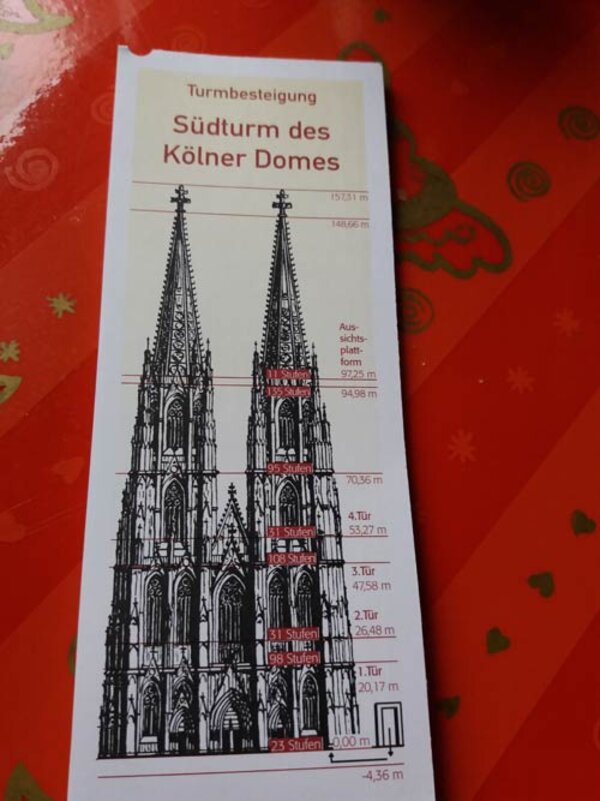 Turmbesteigung
Südturm des
Kölner Domes
157,31 m
148,66 m
Aus-
sichts-
platt-
form
11 Stufen
97,25 m
135 Stufen
94,98 m
95 Stufen
70,36 m
4.Tür
31 Stufen
53,27 m
108 Stufen
3.Tür
47,58 m
2.Tür
31 Stufen
26,48 m
98 Stufen
1.Tür
20,17 m
23 Stufen
0,00 m
-4,36 m